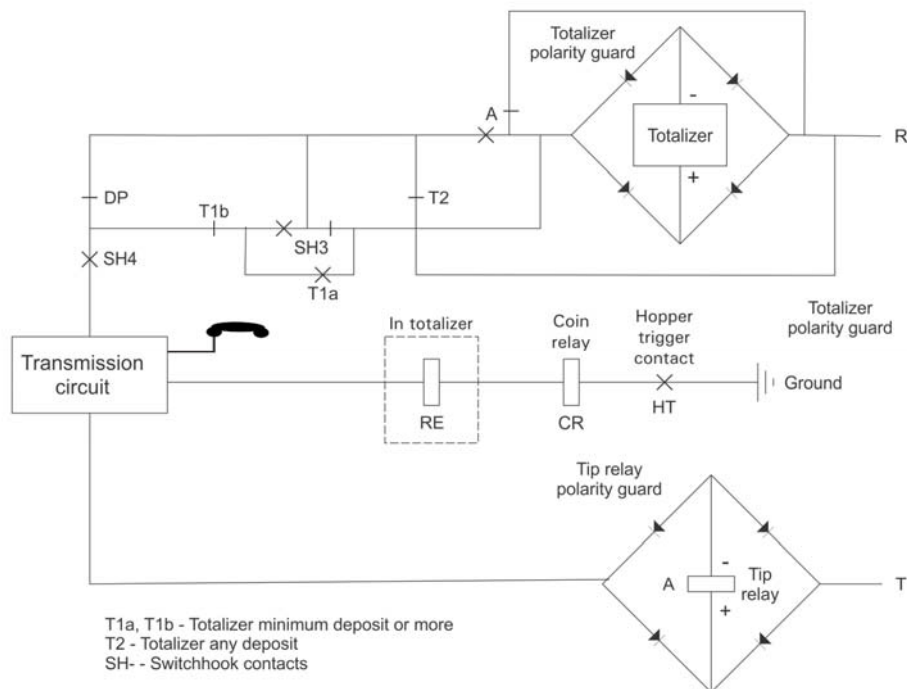 Totalizer
polarity guard
A
-
Totalizer
+
R
DP
T1b
T2
SH3
SH4
T1a
Totalizer
polarity guard
In totalizer
Coin
relay
Hopper
trigger
contact
Transmission
circuit
Ground
RE
CR
HT
Tip relay
polarity guard
-
A
Tip
relay
+
T
T1a, T1b - Totalizer minimum deposit or more
T2 - Totalizer any deposit
SH- - Switchhook contacts